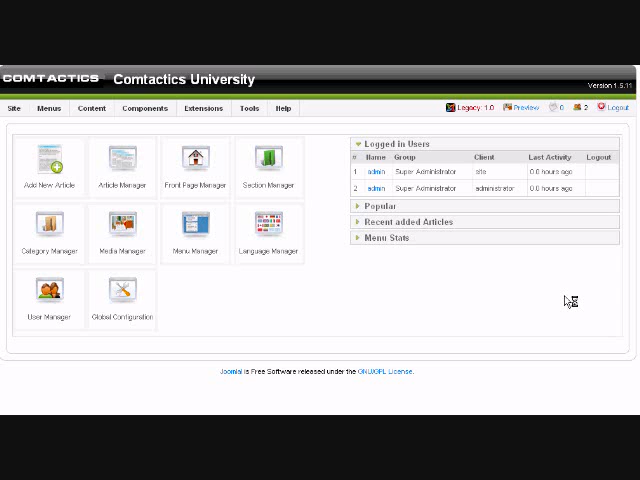 COMTACTICS Comtactics University
Version 1.5.11
Site Menus Content Components Extensions Tools Help Legacy: 1.0 Preview 0 2 Logout
Logged in Users
# Name Group Client Last Activity Logout
1 admin Super Administrator site 0.0 hours ago
2 admin Super Administrator administrator 0.0 hours ago
Popular
Recent added Articles
Menu Stats
Add New Article Article Manager Front Page Manager Section Manager
Category Manager Media Manager Menu Manager Language Manager
User Manager Global Configuration
Joomla! is Free Software released under the GNU/GPL License.